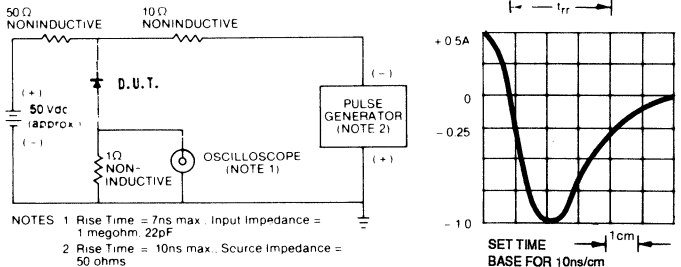 50 Ω
NONINDUCTIVE
10 Ω
NONINDUCTIVE
(+)
50 Vdc
(approx.)
(−)
D.U.T.
1Ω
NON-
INDUCTIVE
OSCILLOSCOPE
(NOTE 1)
(−)
PULSE
GENERATOR
(NOTE 2)
(+)
NOTES 1 Rise Time = 7ns max. Input Impedance =
1 megohm. 22pF
2 Rise Time = 10ns max.. Source Impedance =
50 ohms
trr
+ 0 5A
0
− 0.25
− 1 0
1cm
SET TIME
BASE FOR 10ns/cm